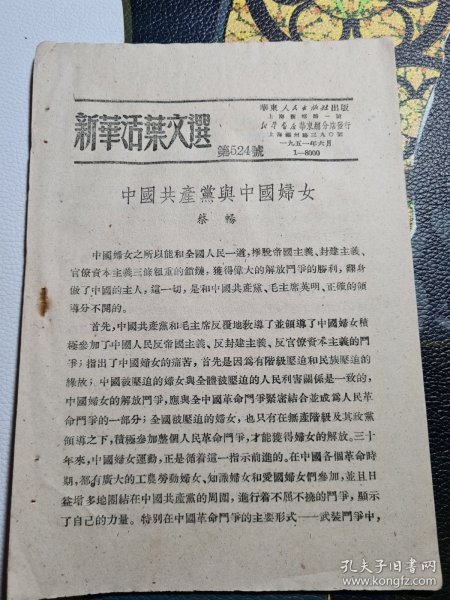 新華活葉文選
第524號
華東人民出版社出版
新華書店華東總分店發行
上海福州路三九〇號
一九五一年六月
1—8000
中國共產黨與中國婦女
蔡暢
中國婦女之所以能和全國人民一道，掙脫帝國主義、封建主義、
官僚資本主義三條粗重的鎖鏈，獲得偉大的解放鬥爭的勝利，翻身
做了中國的主人，這一切，是和中國共產黨、毛主席英明、正確的領
導分不開的。
首先，中國共產黨和毛主席反覆地教導了並領導了中國婦女積
極參加了中國人民反帝國主義、反封建主義、反官僚資本主義的鬥
爭；指出了中國婦女的痛苦，首先是因爲有階級壓迫和民族壓迫的
緣故；中國被壓迫的婦女與全體被壓迫的人民利害關係是一致的，
中國婦女的解放鬥爭，應與全中國革命鬥爭緊密結合並成爲人民革
命鬥爭的一部分；全國被壓迫的婦女，也只有在無產階級及其政黨
領導之下，積極參加整個人民革命鬥爭，才能獲得婦女的解放。三十
年來，中國婦女運動，正是循着這一指示前進的。在中國各個革命時
期，都有廣大的工農勞動婦女、知識婦女和愛國婦女們參加，並且日
益增多地團結在中國共產黨的周圍，進行着不屈不撓的鬥爭，顯示
了自己的力量。特別在中國革命鬥爭的主要形式——武裝鬥爭中，
孔夫子旧书网
www.kongfz.com